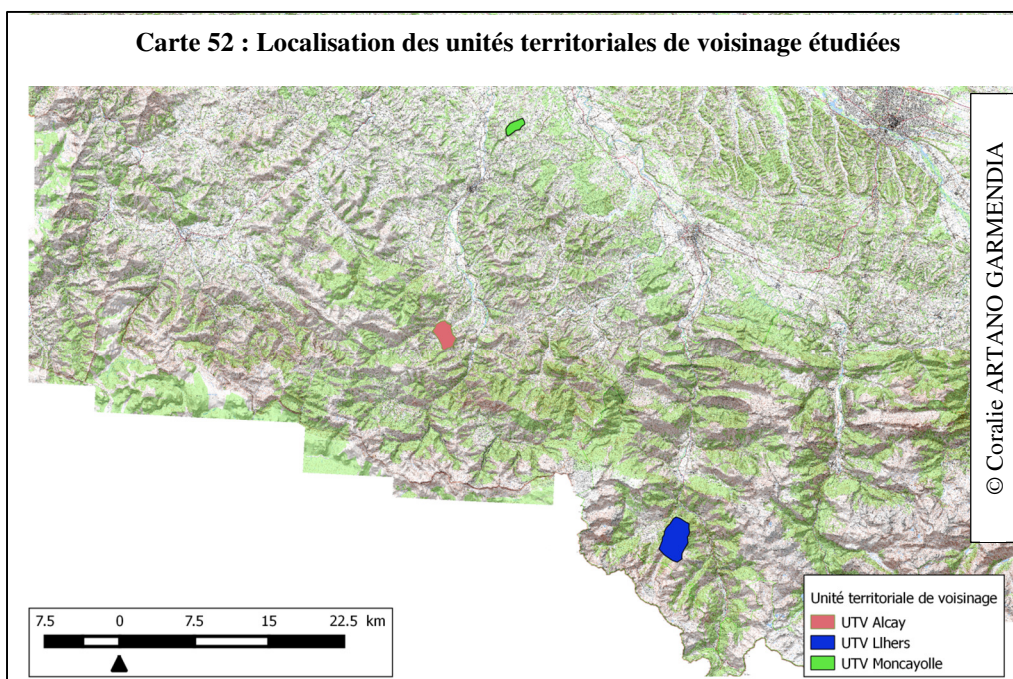 Carte 52 : Localisation des unités territoriales de voisinage étudiées
© Coralie ARTANO GARMENDIA
7.5 0 7.5 15 22.5 km
Unité territoriale de voisinage
UTV Alcay
UTV Llhers
UTV Moncayolle